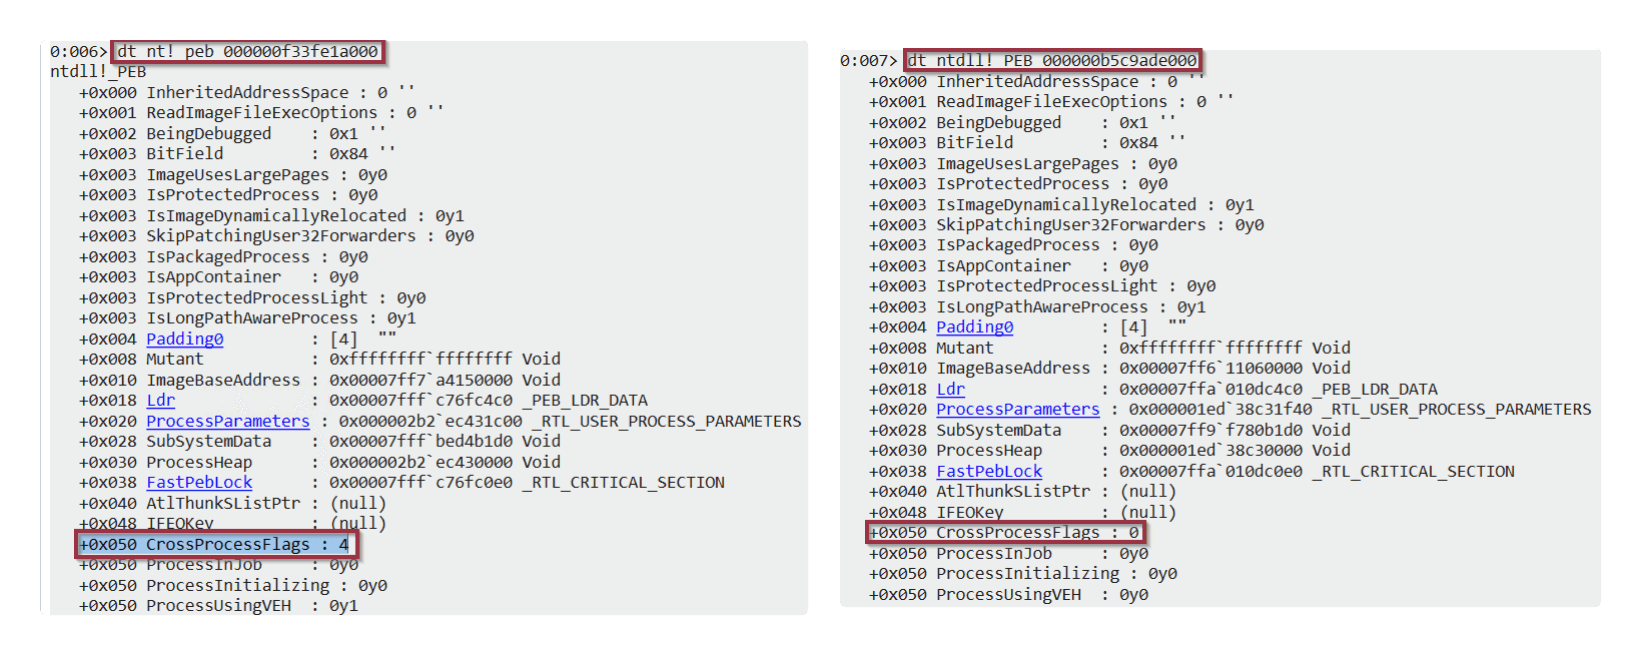 0:006> dt nt!_peb 000000f33fe1a000
ntdll!_PEB
+0x000 InheritedAddressSpace : 0 ''
+0x001 ReadImageFileExecOptions : 0 ''
+0x002 BeingDebugged    : 0x1 ''
+0x003 BitField         : 0x84 ''
+0x003 ImageUsesLargePages : 0y0
+0x003 IsProtectedProcess : 0y0
+0x003 IsImageDynamicallyRelocated : 0y1
+0x003 SkipPatchingUser32Forwarders : 0y0
+0x003 IsPackagedProcess : 0y0
+0x003 IsAppContainer   : 0y0
+0x003 IsProtectedProcessLight : 0y0
+0x003 IsLongPathAwareProcess : 0y1
+0x004 Padding0         : [4]  ""
+0x008 Mutant           : 0xffffffff`ffffffff Void
+0x010 ImageBaseAddress : 0x00007ff7`a4150000 Void
+0x018 Ldr              : 0x00007fff`c76fc4c0 _PEB_LDR_DATA
+0x020 ProcessParameters : 0x000002b2`ec431c00 _RTL_USER_PROCESS_PARAMETERS
+0x028 SubSystemData    : 0x00007fff`bed4b1d0 Void
+0x030 ProcessHeap      : 0x000002b2`ec430000 Void
+0x038 FastPebLock      : 0x00007fff`c76fc0e0 _RTL_CRITICAL_SECTION
+0x040 AtlThunkSListPtr : (null)
+0x048 IFEOKey          : (null)
+0x050 CrossProcessFlags : 4
+0x050 ProcessInJob     : 0y0
+0x050 ProcessInitializing : 0y0
+0x050 ProcessUsingVEH  : 0y1
0:007> dt ntdll!_PEB 000000b5c9ade000
+0x000 InheritedAddressSpace : 0 ''
+0x001 ReadImageFileExecOptions : 0 ''
+0x002 BeingDebugged    : 0x1 ''
+0x003 BitField         : 0x84 ''
+0x003 ImageUsesLargePages : 0y0
+0x003 IsProtectedProcess : 0y0
+0x003 IsImageDynamicallyRelocated : 0y1
+0x003 SkipPatchingUser32Forwarders : 0y0
+0x003 IsPackagedProcess : 0y0
+0x003 IsAppContainer   : 0y0
+0x003 IsProtectedProcessLight : 0y0
+0x003 IsLongPathAwareProcess : 0y1
+0x004 Padding0         : [4]  ""
+0x008 Mutant           : 0xffffffff`ffffffff Void
+0x010 ImageBaseAddress : 0x00007ff6`11060000 Void
+0x018 Ldr              : 0x00007ffa`010dc4c0 _PEB_LDR_DATA
+0x020 ProcessParameters : 0x000001ed`38c31f40 _RTL_USER_PROCESS_PARAMETERS
+0x028 SubSystemData    : 0x00007ff9`f780b1d0 Void
+0x030 ProcessHeap      : 0x000001ed`38c30000 Void
+0x038 FastPebLock      : 0x00007ffa`010dc0e0 _RTL_CRITICAL_SECTION
+0x040 AtlThunkSListPtr : (null)
+0x048 IFEOKey          : (null)
+0x050 CrossProcessFlags : 0
+0x050 ProcessInJob     : 0y0
+0x050 ProcessInitializing : 0y0
+0x050 ProcessUsingVEH  : 0y0